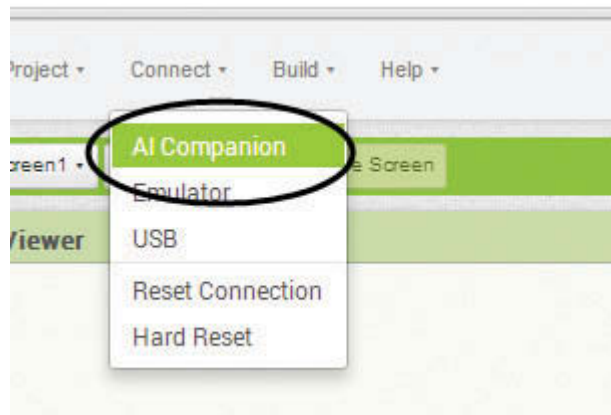 Project Connect Build Help
Screen1 AI Companion e Screen
Emulator
Viewer USB
Reset Connection
Hard Reset